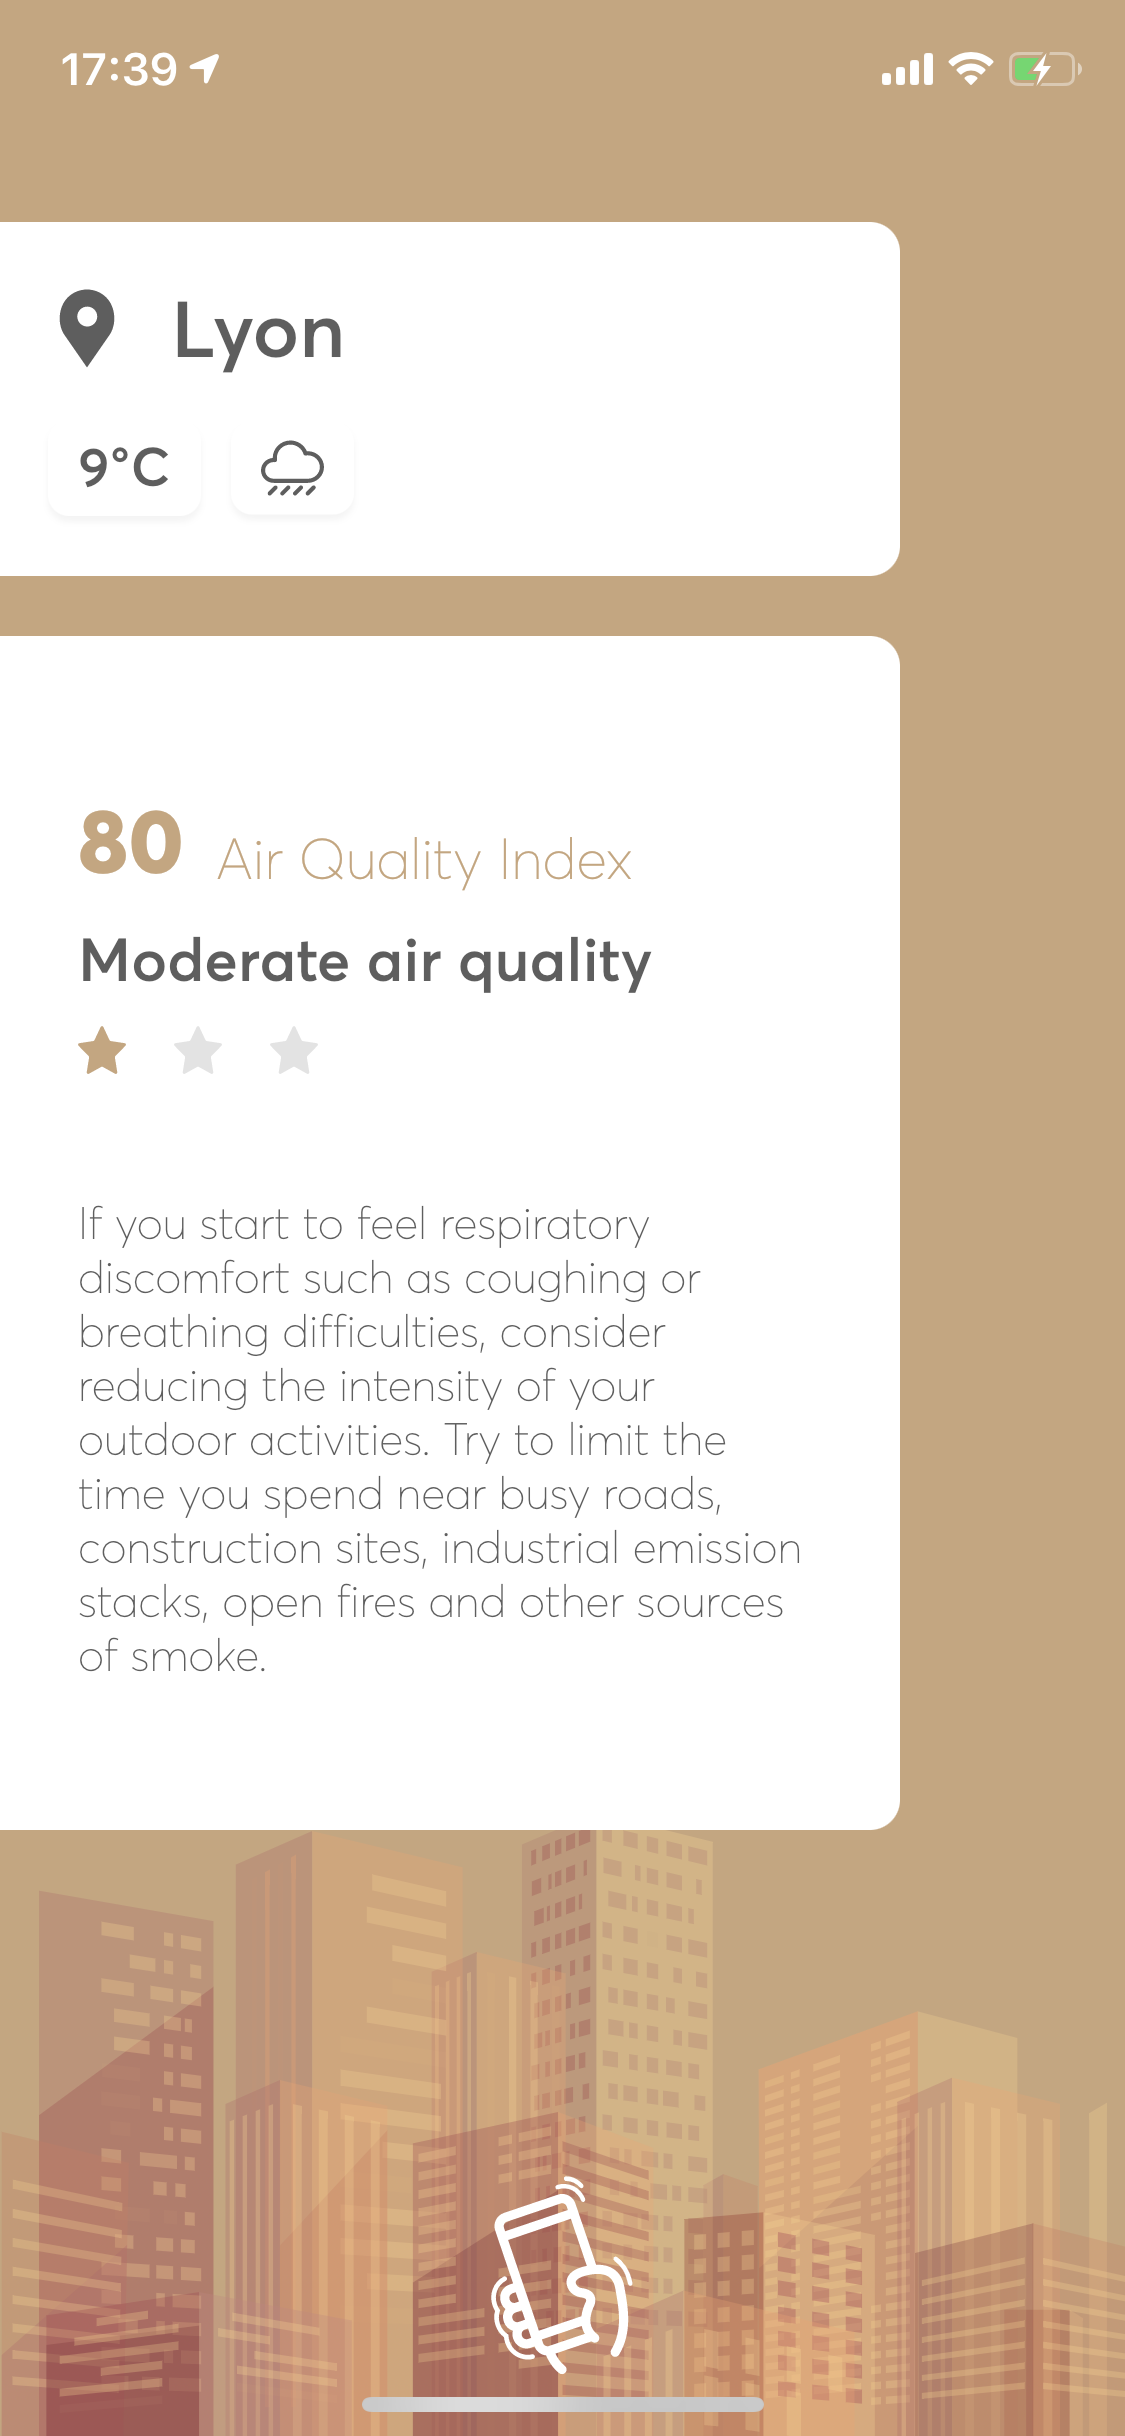 17:39
Lyon
9°C
80 Air Quality Index
Moderate air quality
If you start to feel respiratory
discomfort such as coughing or
breathing difficulties, consider
reducing the intensity of your
outdoor activities. Try to limit the
time you spend near busy roads,
construction sites, industrial emission
stacks, open fires and other sources
of smoke.